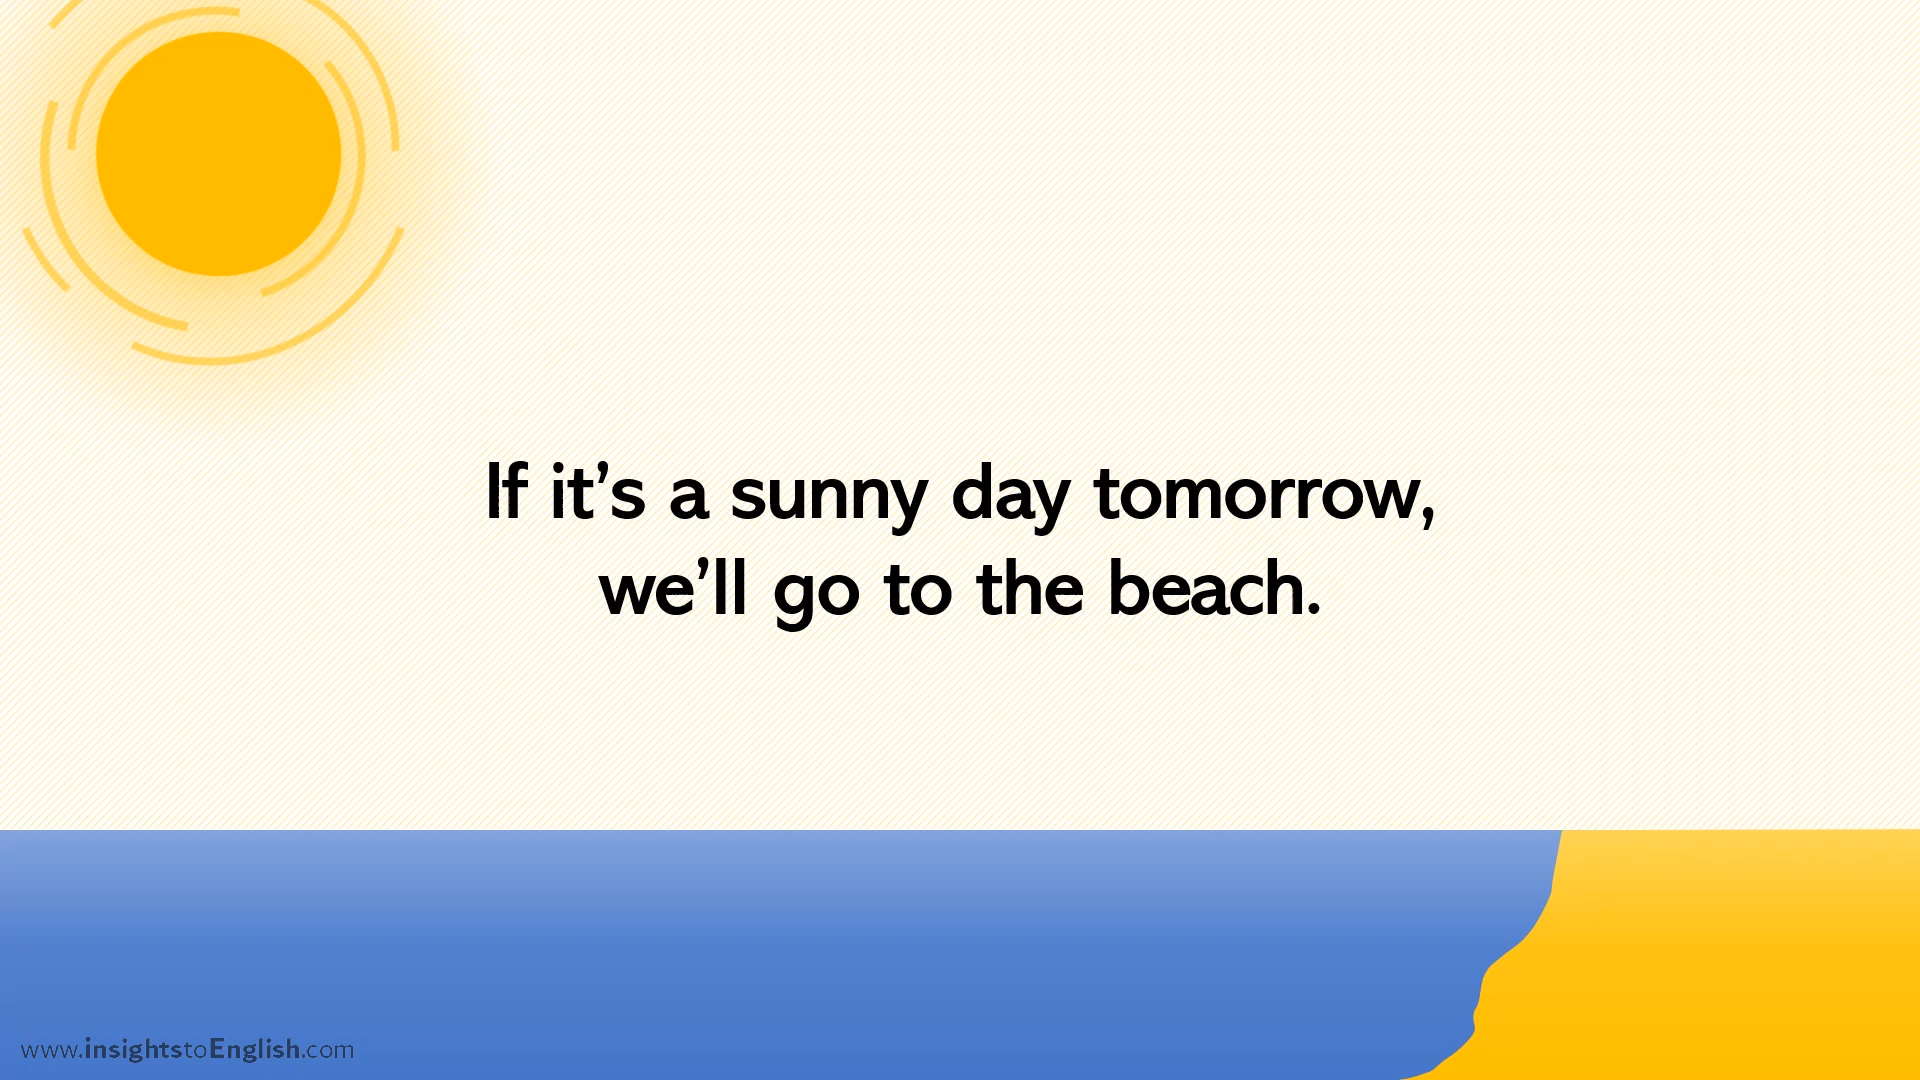 If it’s a sunny day tomorrow,
we’ll go to the beach.
www.insightstoEnglish.com